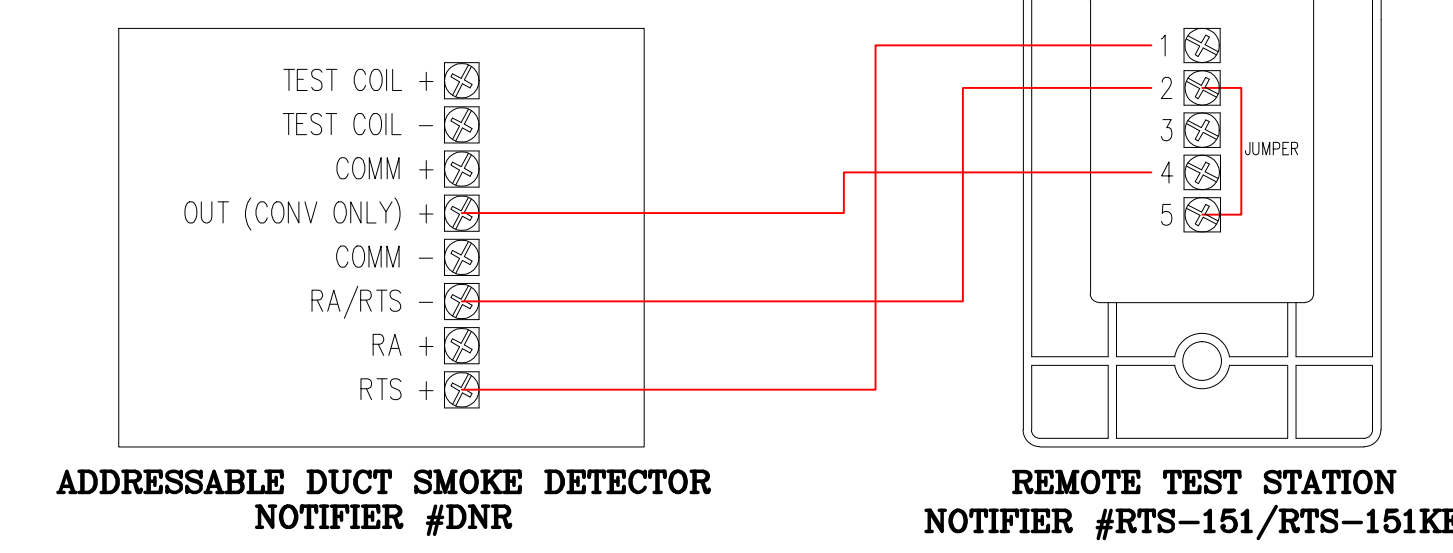 TEST COIL +
TEST COIL -
COMM +
OUT (CONV ONLY) +
COMM -
RA/RTS -
RA +
RTS +
ADDRESSABLE DUCT SMOKE DETECTOR
NOTIFIER #DNR
1
2
3
4
5
JUMPER
REMOTE TEST STATION
NOTIFIER #RTS-151/RTS-151KE